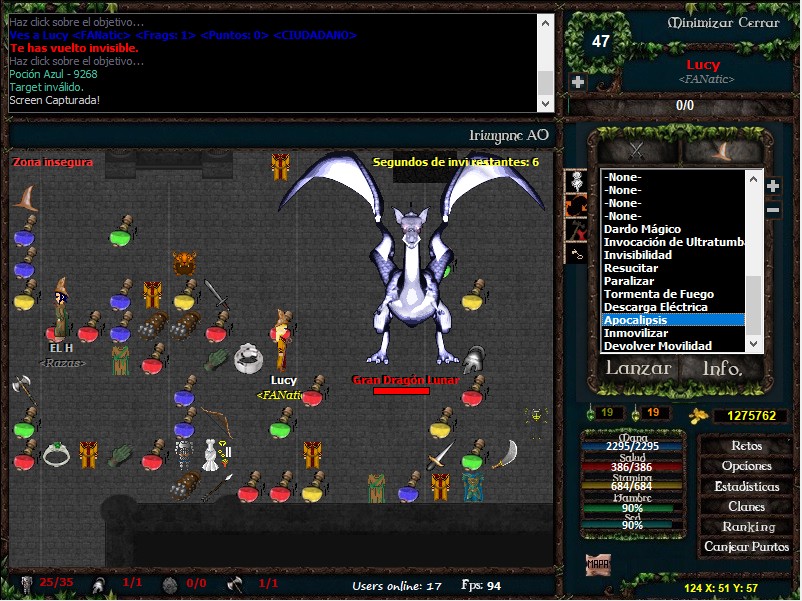 Haz click sobre el objetivo...
Ves a Lucy <FANatic> <Frags: 1> <Puntos: 0> <CIUDADANO>
Te has vuelto invisible.
Haz click sobre el objetivo...
Poción Azul - 9268
Target inválido.
Screen Capturada!
Minimizar Cerrar
47
Lucy
<FANatic>
0/0
Iriwynne AO
Zona insegura
Segundos de invi restantes: 6
EL H
<Razas>
Lucy
<FANatic
Gran Dragón Lunar
-None-
-None-
-None-
-None-
Dardo Mágico
Invocación de Ultratumba
Invisibilidad
Resucitar
Paralizar
Tormenta de Fuego
Descarga Eléctrica
Apocalipsis
Inmovilizar
Devolver Movilidad
Lanzar
Info.
19
19
1275762
Mana
2295/2295
Salud
386/386
Stamina
684/684
Hambre
90%
Sed
90%
Retos
Opciones
Estadísticas
Clanes
Ranking
Canjear Puntos
MAPA
25/35
1/1
0/0
1/1
Users online: 17
Fps: 94
124 X: 51 Y: 57